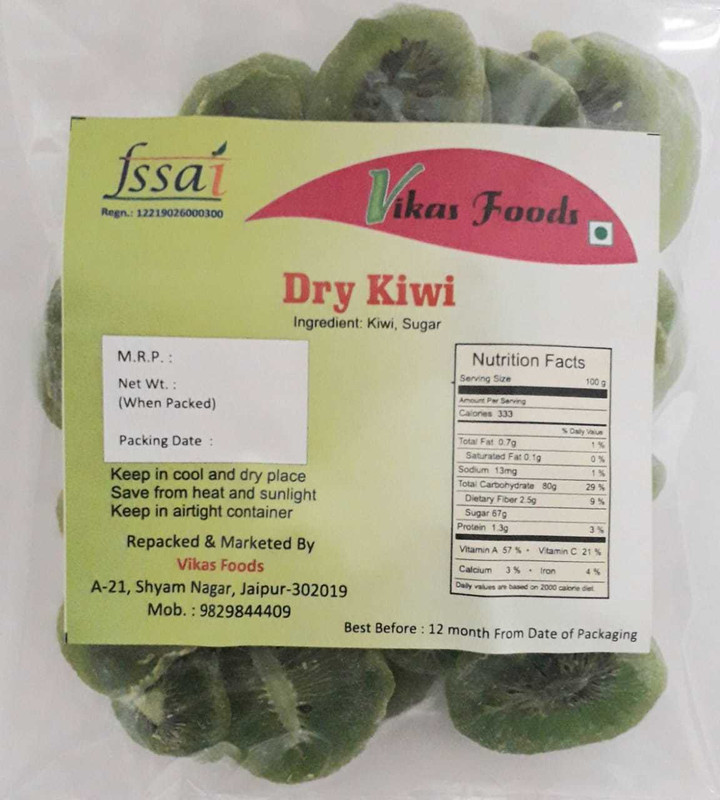 fssai
Regn.: 12219026000300
Vikas Foods
Dry Kiwi
Ingredient: Kiwi, Sugar
M.R.P. :
Net Wt. :
(When Packed)
Packing Date :
Keep in cool and dry place
Save from heat and sunlight
Keep in airtight container
Repacked & Marketed By
Vikas Foods
A-21, Shyam Nagar, Jaipur-302019
Mob. : 9829844409
Nutrition Facts
Serving Size 100 g
Amount Per Serving
Calories 333
% Daily Value
Total Fat 0.7g 1 %
Saturated Fat 0.1g 0 %
Sodium 13mg 1 %
Total Carbohydrate 80g 29 %
Dietary Fiber 2.5g 9 %
Sugar 67g
Protein 1.3g 3 %
Vitamin A 57 % • Vitamin C 21 %
Calcium 3 % • Iron 4 %
Daily values are based on 2000 calorie diet.
Best Before : 12 month From Date of Packaging